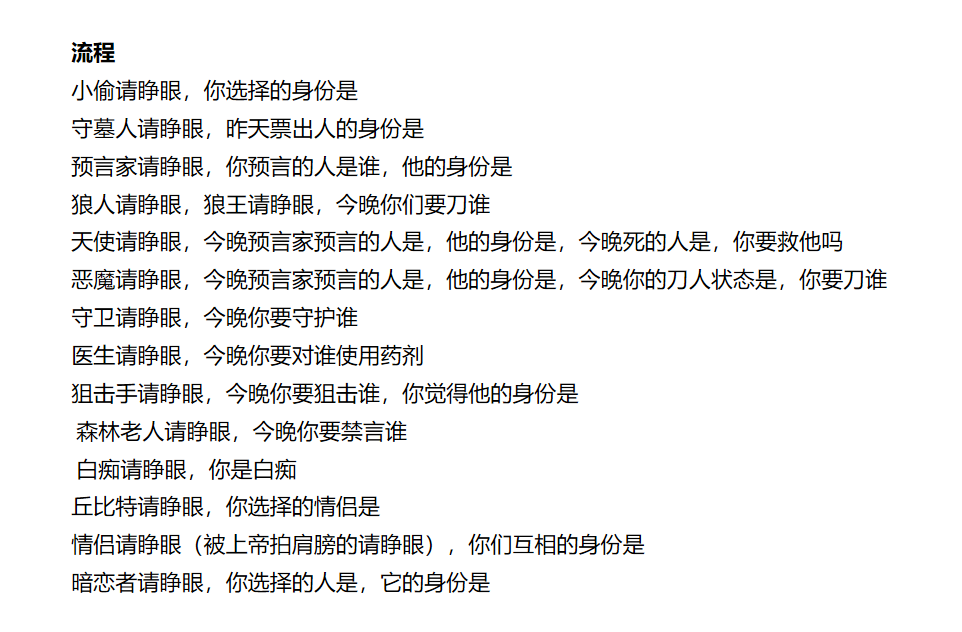 流程
小偷请睁眼，你选择的身份是
守墓人请睁眼，昨天票出人的身份是
预言家请睁眼，你预言的人是谁，他的身份是
狼人请睁眼，狼王请睁眼，今晚你们要刀谁
天使请睁眼，今晚预言家预言的人是，他的身份是，今晚死的人是，你要救他吗
恶魔请睁眼，今晚预言家预言的人是，他的身份是，今晚你的刀人状态是，你要刀谁
守卫请睁眼，今晚你要守护谁
医生请睁眼，今晚你要对谁使用药剂
狙击手请睁眼，今晚你要狙击谁，你觉得他的身份是
森林老人请睁眼，今晚你要禁言谁
白痴请睁眼，你是白痴
丘比特请睁眼，你选择的情侣是
情侣请睁眼（被上帝拍肩膀的请睁眼），你们互相的身份是
暗恋者请睁眼，你选择的人是，它的身份是